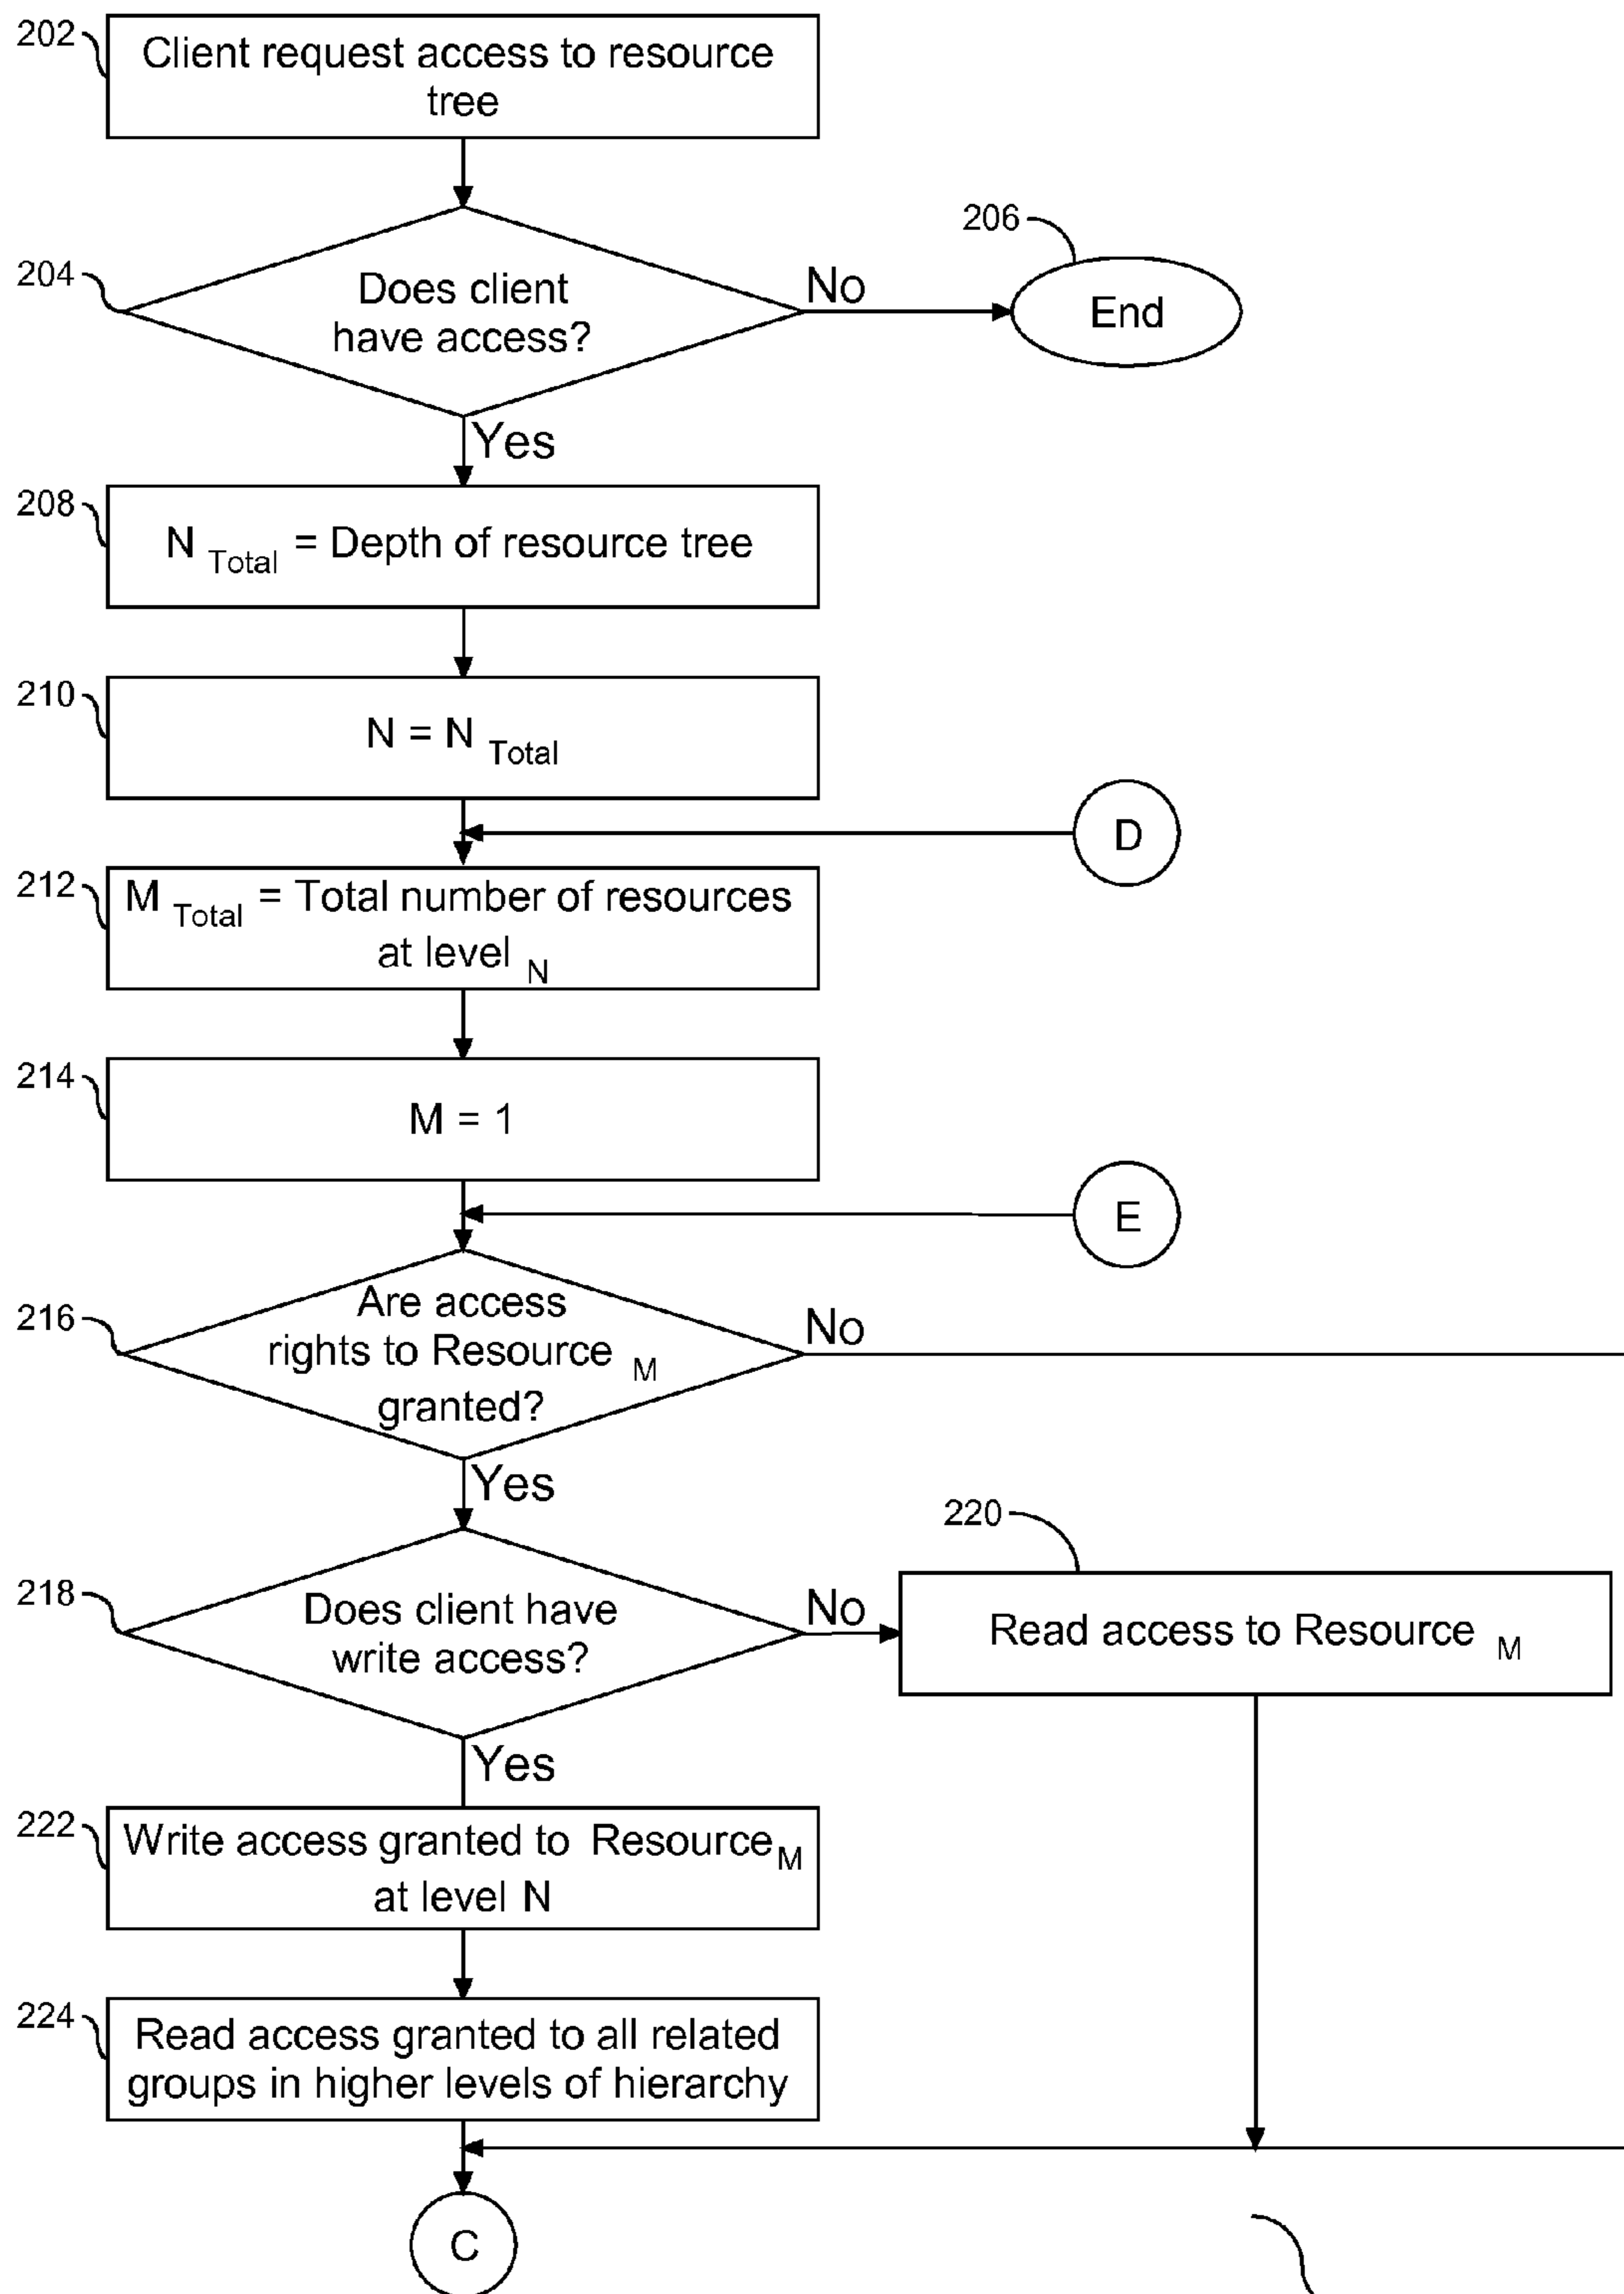 202
Client request access to resource
tree
206
204
Does client
have access?
No
End
Yes
208
N Total = Depth of resource tree
210
N = N Total
D
212
M Total = Total number of resources
at level N
214
M = 1
E
216
Are access
rights to Resource M
granted?
No
Yes
220
218
Does client have
write access?
No
Read access to Resource M
Yes
222
Write access granted to Resource M
at level N
224
Read access granted to all related
groups in higher levels of hierarchy
C